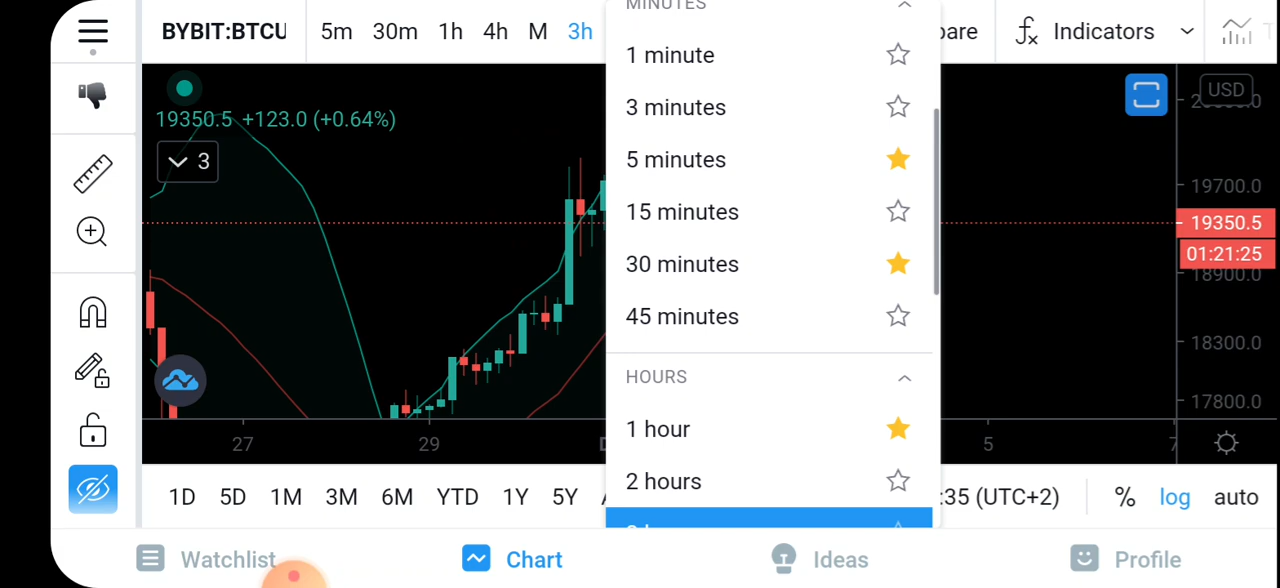 BYBIT:BTCU 5m 30m 1h 4h M 3h
Indicators
MINUTES
1 minute
3 minutes
5 minutes
15 minutes
30 minutes
45 minutes
HOURS
1 hour
2 hours
19350.5 +123.0 (+0.64%)
3
USD
19700.0
19350.5
01:21:25
18900.0
18300.0
17800.0
27 29 5 7
1D 5D 1M 3M 6M YTD 1Y 5Y
:35 (UTC+2) % log auto
Watchlist Chart Ideas Profile